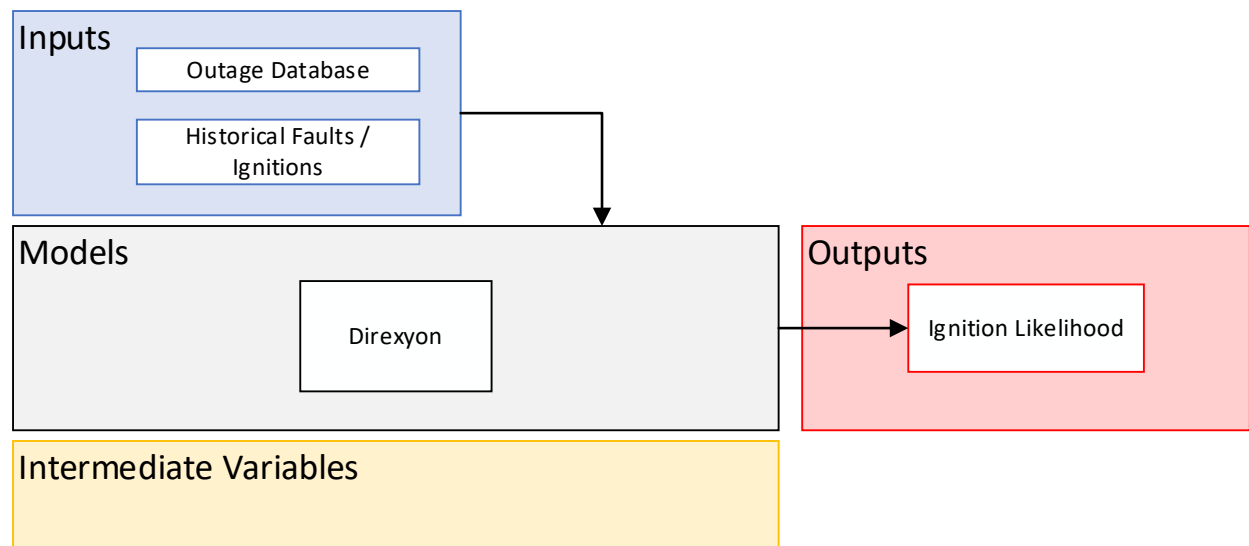 Inputs
Outage Database
Historical Faults /
Ignitions
Models
Direxyon
Outputs
Ignition Likelihood
Intermediate Variables